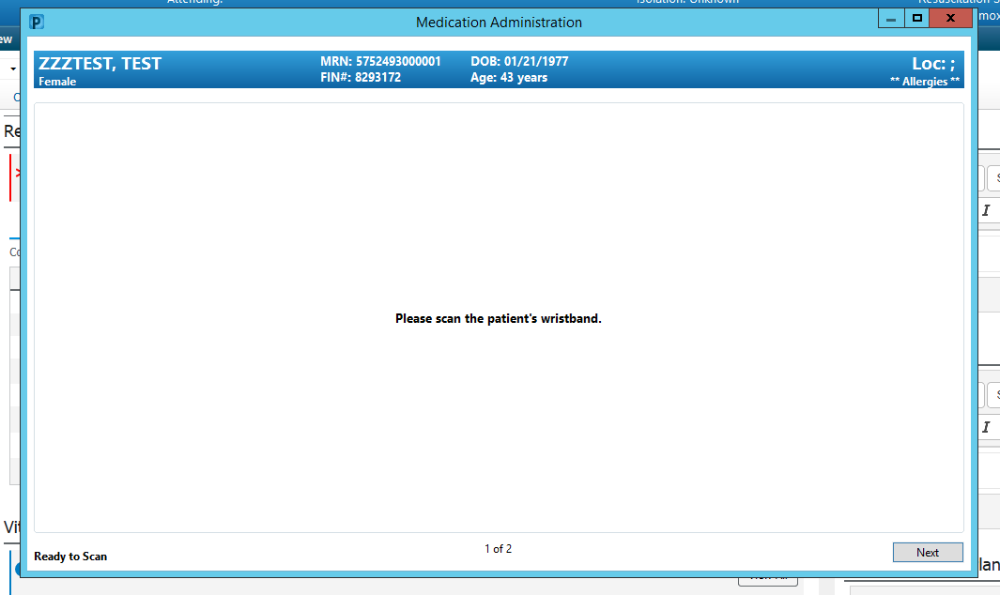 Attending:
Isolation: Unknown
Medication Administration
ZZZTEST, TEST
Female
MRN: 5752493000001
FIN#: 8293172
DOB: 01/21/1977
Age: 43 years
Loc: ;
** Allergies **
Please scan the patient's wristband.
Ready to Scan
1 of 2
Next